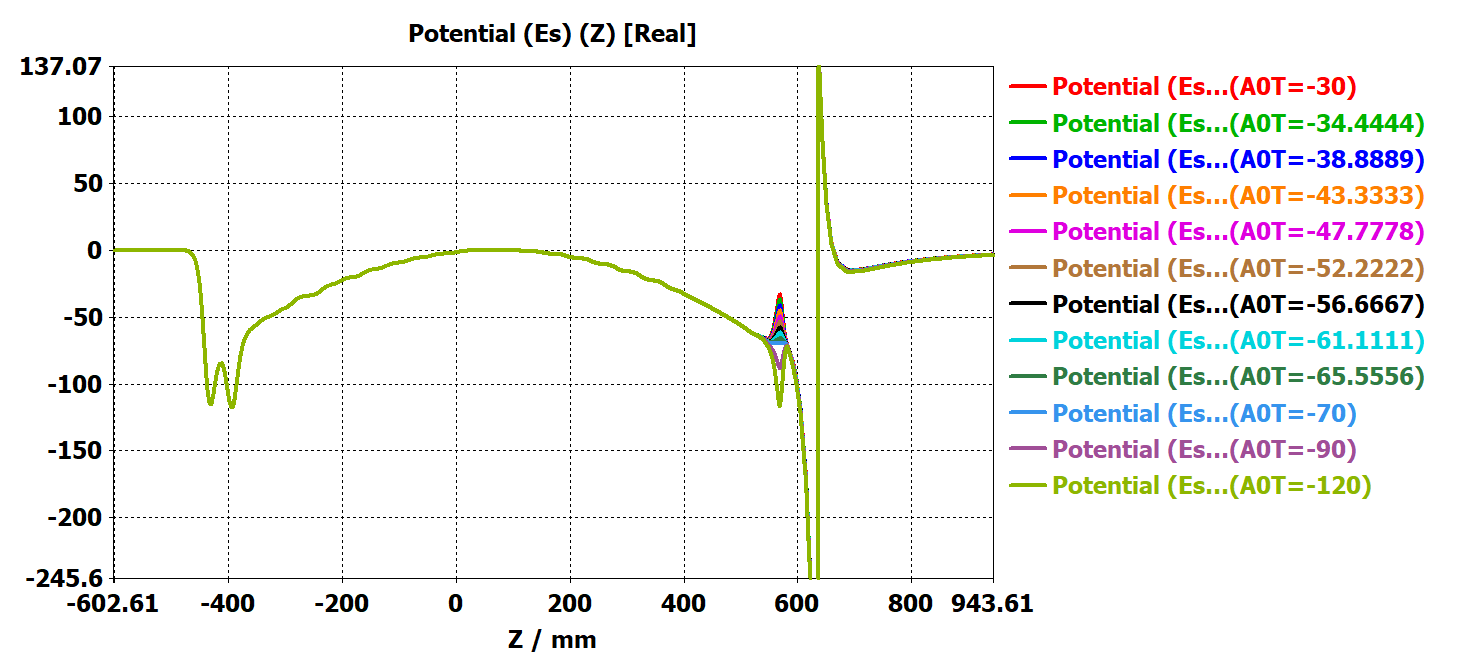 Potential (Es) (Z) [Real]
137.07
100
50
0
-50
-100
-150
-200
-245.6
-602.61
-400
-200
0
200
400
600
800
943.61
Z / mm
Potential (Es...(A0T=-30)
Potential (Es...(A0T=-34.4444)
Potential (Es...(A0T=-38.8889)
Potential (Es...(A0T=-43.3333)
Potential (Es...(A0T=-47.7778)
Potential (Es...(A0T=-52.2222)
Potential (Es...(A0T=-56.6667)
Potential (Es...(A0T=-61.1111)
Potential (Es...(A0T=-65.5556)
Potential (Es...(A0T=-70)
Potential (Es...(A0T=-90)
Potential (Es...(A0T=-120)